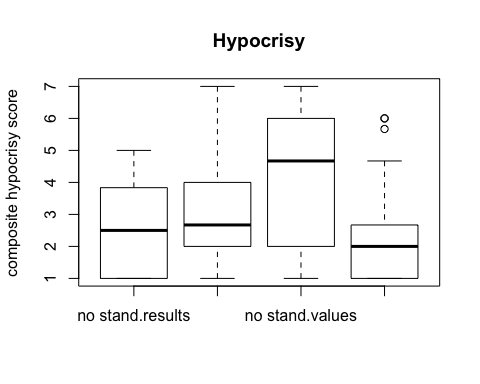 Hypocrisy
composite hypocrisy score
7
6
5
4
3
2
1
no stand.results no stand.values